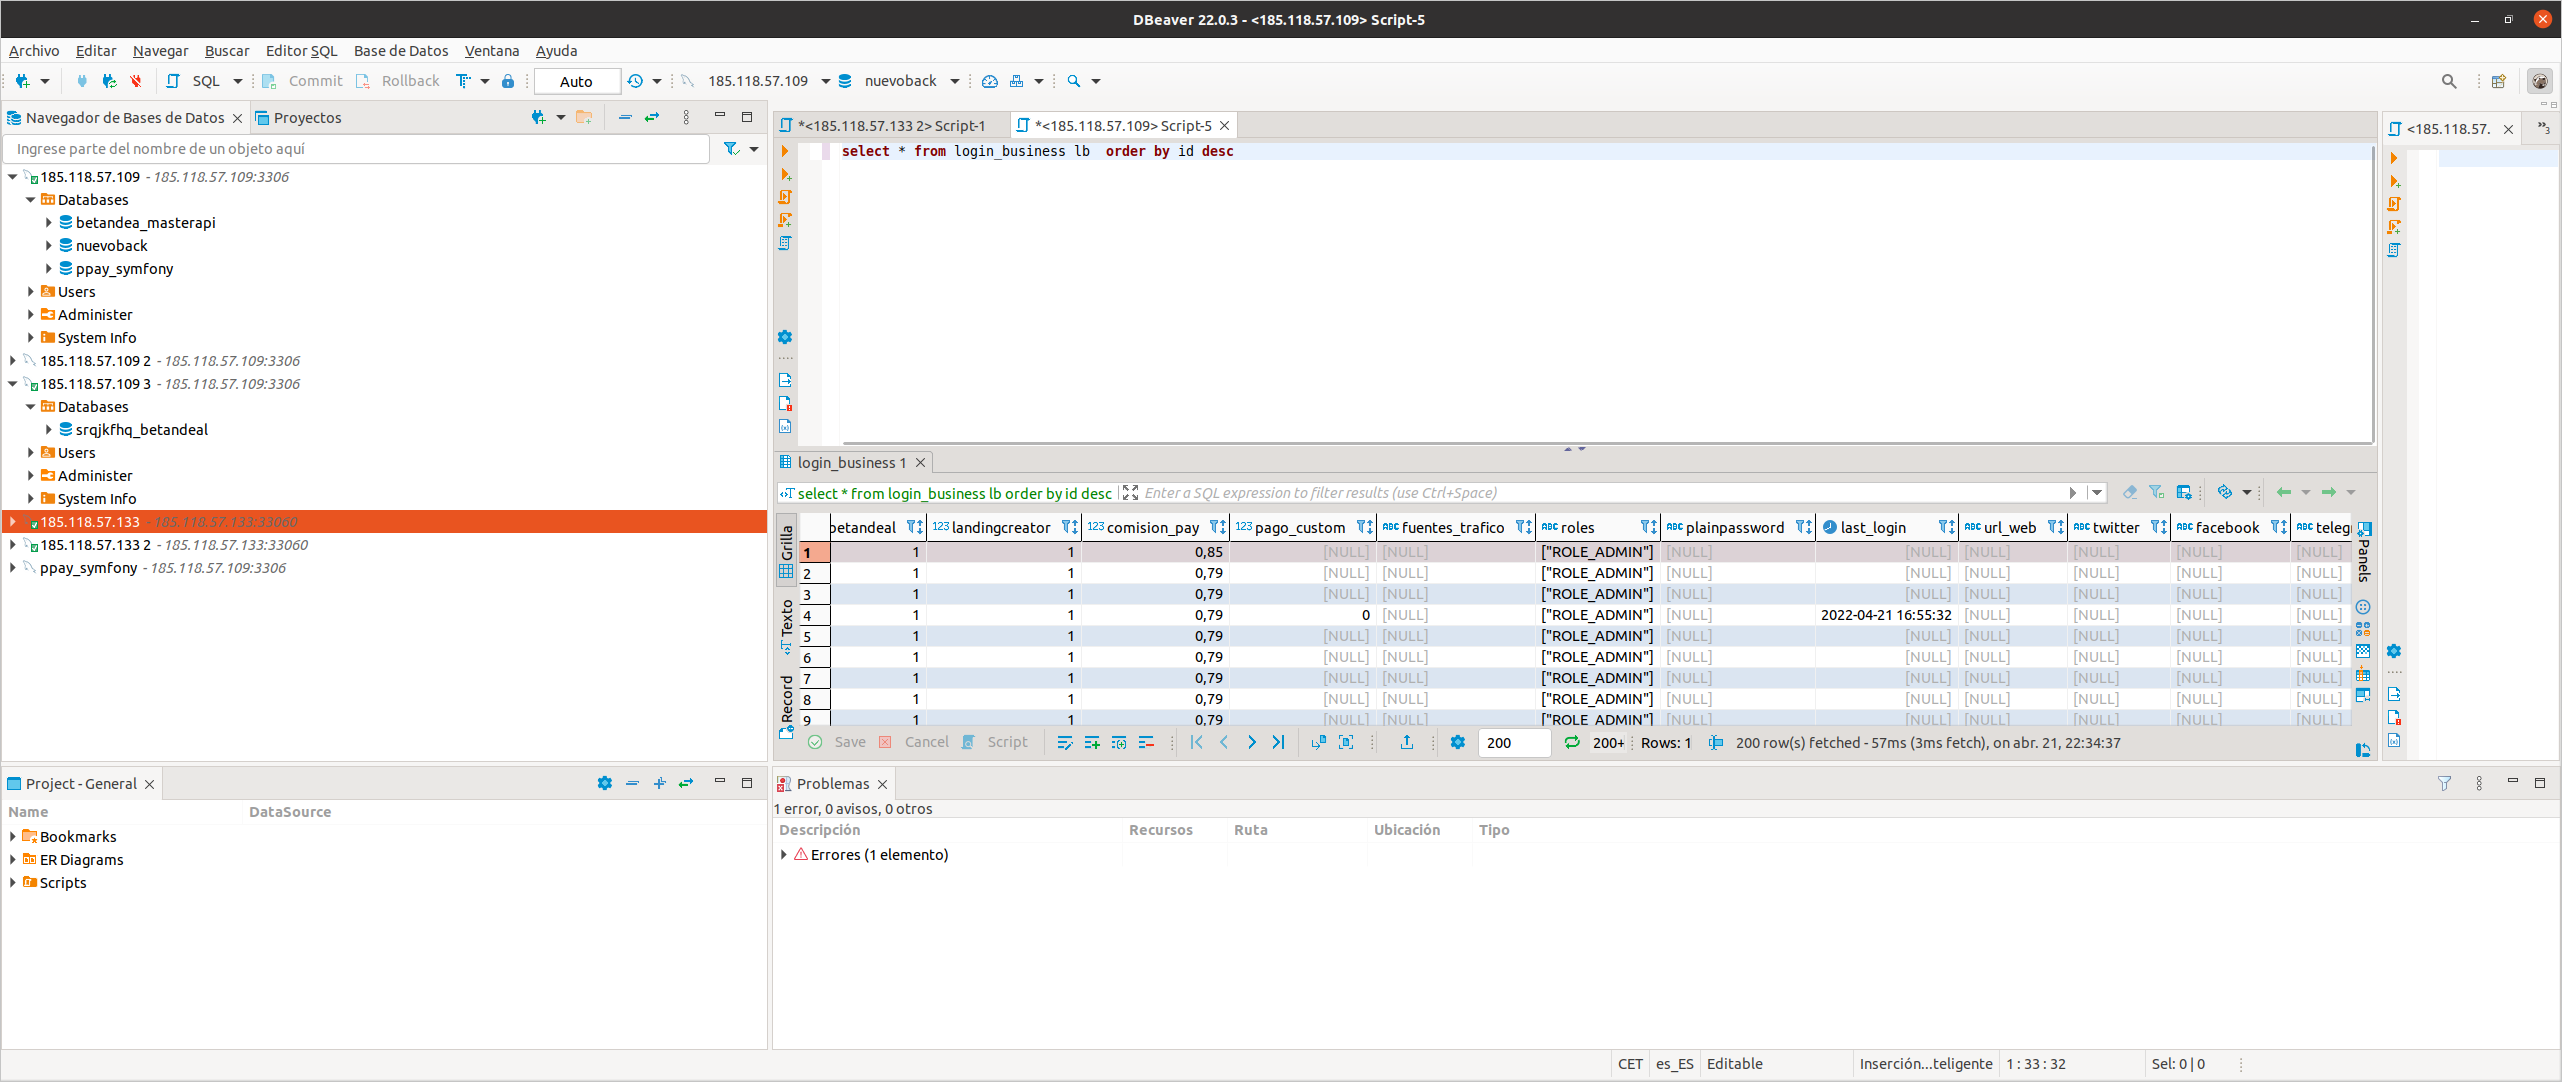 DBeaver 22.0.3 - <185.118.57.109> Script-5
Archivo Editar Navegar Buscar Editor SQL Base de Datos Ventana Ayuda
SQL Commit Rollback Auto 185.118.57.109 nuevoback
Navegador de Bases de Datos Proyectos
Ingrese parte del nombre de un objeto aquí
185.118.57.109 - 185.118.57.109:3306
Databases
betandea_masterapi
nuevoback
ppay_symfony
Users
Administer
System Info
185.118.57.109 2 - 185.118.57.109:3306
185.118.57.109 3 - 185.118.57.109:3306
Databases
srqjkfhq_betandeal
Users
Administer
System Info
185.118.57.133 - 185.118.57.133:33060
185.118.57.133 2 - 185.118.57.133:33060
ppay_symfony - 185.118.57.109:3306
*<185.118.57.133 2> Script-1 *<185.118.57.109> Script-5
select * from login_business lb order by id desc
<185.118.57.
»3
login_business 1
select * from login_business lb order by id desc Enter a SQL expression to filter results (use Ctrl+Space)
Grilla
Texto
Record
Panels
betandeal 123 landingcreator 123 comision_pay 123 pago_custom ABC fuentes_trafico ABC roles ABC plainpassword last_login ABC url_web ABC twitter ABC facebook ABC teleg
1 1 1 0,85 [NULL] [NULL] ["ROLE_ADMIN"] [NULL] [NULL] [NULL] [NULL] [NULL] [NULL]
2 1 1 0,79 [NULL] [NULL] ["ROLE_ADMIN"] [NULL] [NULL] [NULL] [NULL] [NULL] [NULL]
3 1 1 0,79 [NULL] [NULL] ["ROLE_ADMIN"] [NULL] [NULL] [NULL] [NULL] [NULL] [NULL]
4 1 1 0,79 0 [NULL] ["ROLE_ADMIN"] [NULL] 2022-04-21 16:55:32 [NULL] [NULL] [NULL] [NULL]
5 1 1 0,79 [NULL] [NULL] ["ROLE_ADMIN"] [NULL] [NULL] [NULL] [NULL] [NULL] [NULL]
6 1 1 0,79 [NULL] [NULL] ["ROLE_ADMIN"] [NULL] [NULL] [NULL] [NULL] [NULL] [NULL]
7 1 1 0,79 [NULL] [NULL] ["ROLE_ADMIN"] [NULL] [NULL] [NULL] [NULL] [NULL] [NULL]
8 1 1 0,79 [NULL] [NULL] ["ROLE_ADMIN"] [NULL] [NULL] [NULL] [NULL] [NULL] [NULL]
9 1 1 0,79 [NULL] [NULL] ["ROLE_ADMIN"] [NULL] [NULL] [NULL] [NULL] [NULL] [NULL]
Save Cancel Script 200 200+ Rows: 1 200 row(s) fetched - 57ms (3ms fetch), on abr. 21, 22:34:37
Project - General
Name DataSource
Bookmarks
ER Diagrams
Scripts
Problemas
1 error, 0 avisos, 0 otros
Descripción Recursos Ruta Ubicación Tipo
Errores (1 elemento)
CET es_ES Editable Inserción...teligente 1 : 33 : 32 Sel: 0 | 0